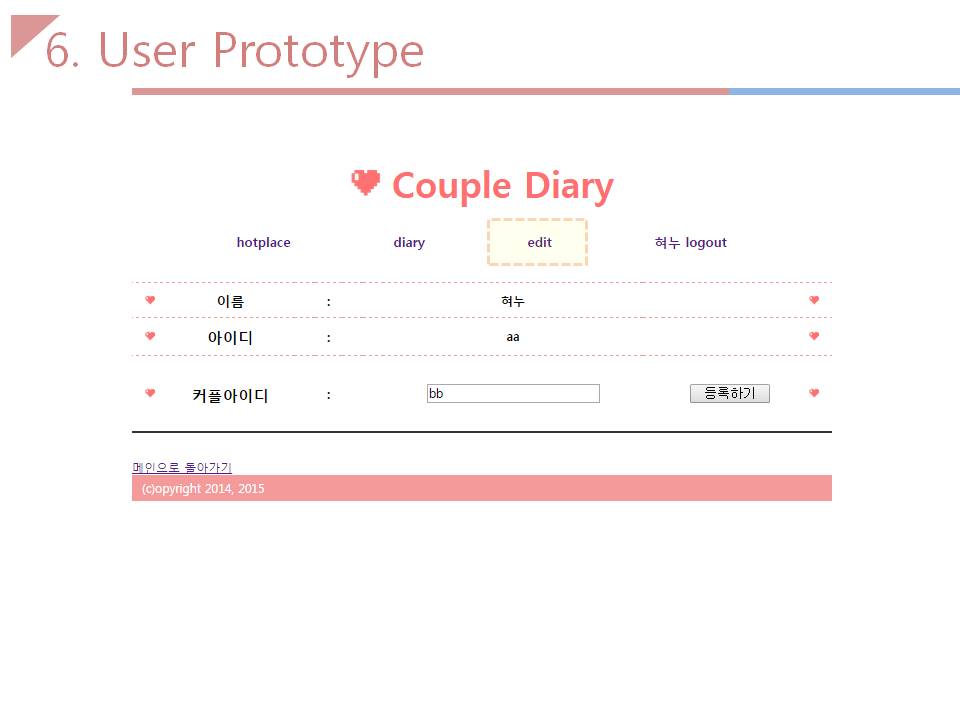 6. User Prototype
Couple Diary
hotplace diary edit 혀누 logout
이름 : 혀누
아이디 : aa
커플아이디 : bb 등록하기
메인으로 돌아가기
(c)opyright 2014, 2015